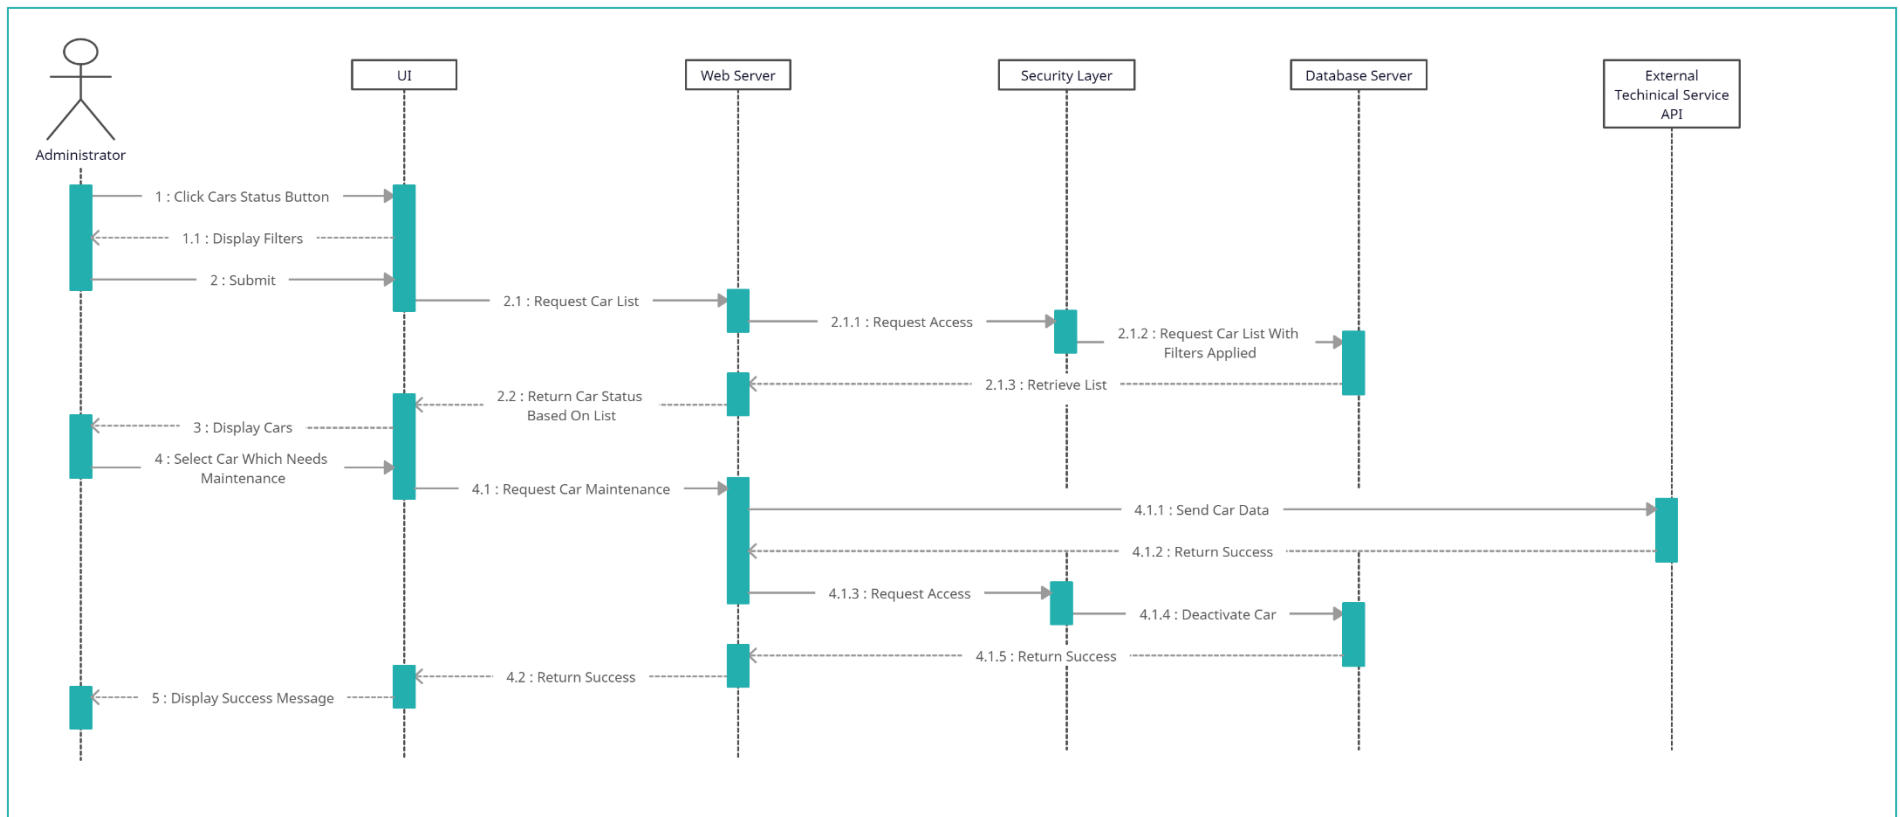 UI
Web Server
Security Layer
Database Server
External
Techinical Service
API
Administrator
1 : Click Cars Status Button
1.1 : Display Filters
2 : Submit
2.1 : Request Car List
2.1.1 : Request Access
2.1.2 : Request Car List With
Filters Applied
2.1.3 : Retrieve List
2.2 : Return Car Status
Based On List
3 : Display Cars
4 : Select Car Which Needs
Maintenance
4.1 : Request Car Maintenance
4.1.1 : Send Car Data
4.1.2 : Return Success
4.1.3 : Request Access
4.1.4 : Deactivate Car
4.1.5 : Return Success
4.2 : Return Success
5 : Display Success Message